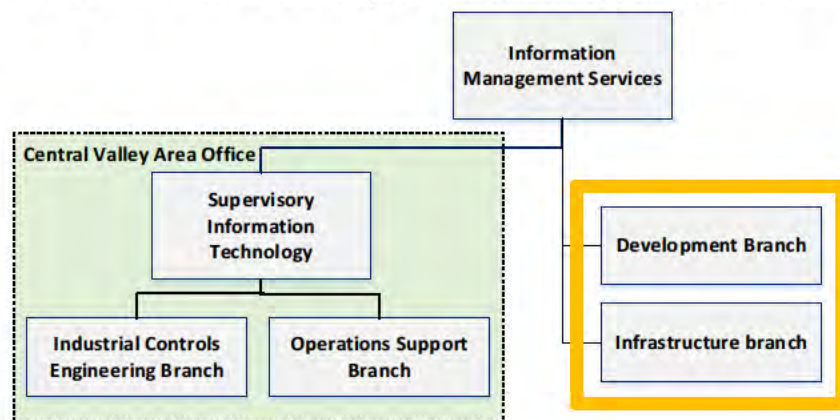 Information
Management Services
Central Valley Area Office
Supervisory
Information
Technology
Development Branch
Industrial Controls
Engineering Branch
Operations Support
Branch
Infrastructure branch